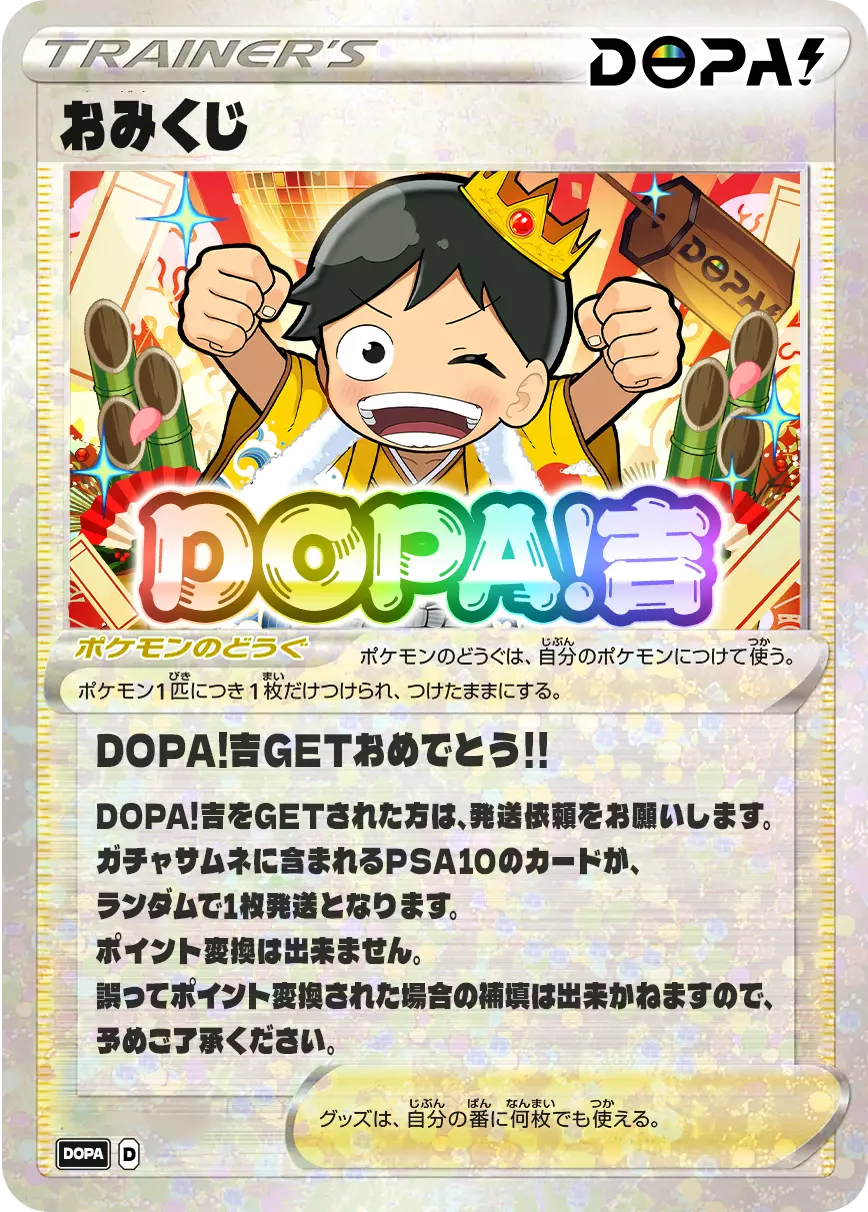 TRAINER'S
DOPA!
おみくじ
DOPA!
DOPA!吉
ポケモンのどうぐ
ポケモンのどうぐは、自分のポケモンにつけて使う。
ポケモン1匹につき1枚だけつけられ、つけたままにする。
DOPA!吉GETおめでとう!!
DOPA!吉をGETされた方は、発送依頼をお願いします。
ガチャサムネに含まれるPSA10のカードが、
ランダムで1枚発送となります。
ポイント変換は出来ません。
誤ってポイント変換された場合の補填は出来かねますので、
予めご了承ください。
グッズは、自分の番に何枚でも使える。
DOPA D